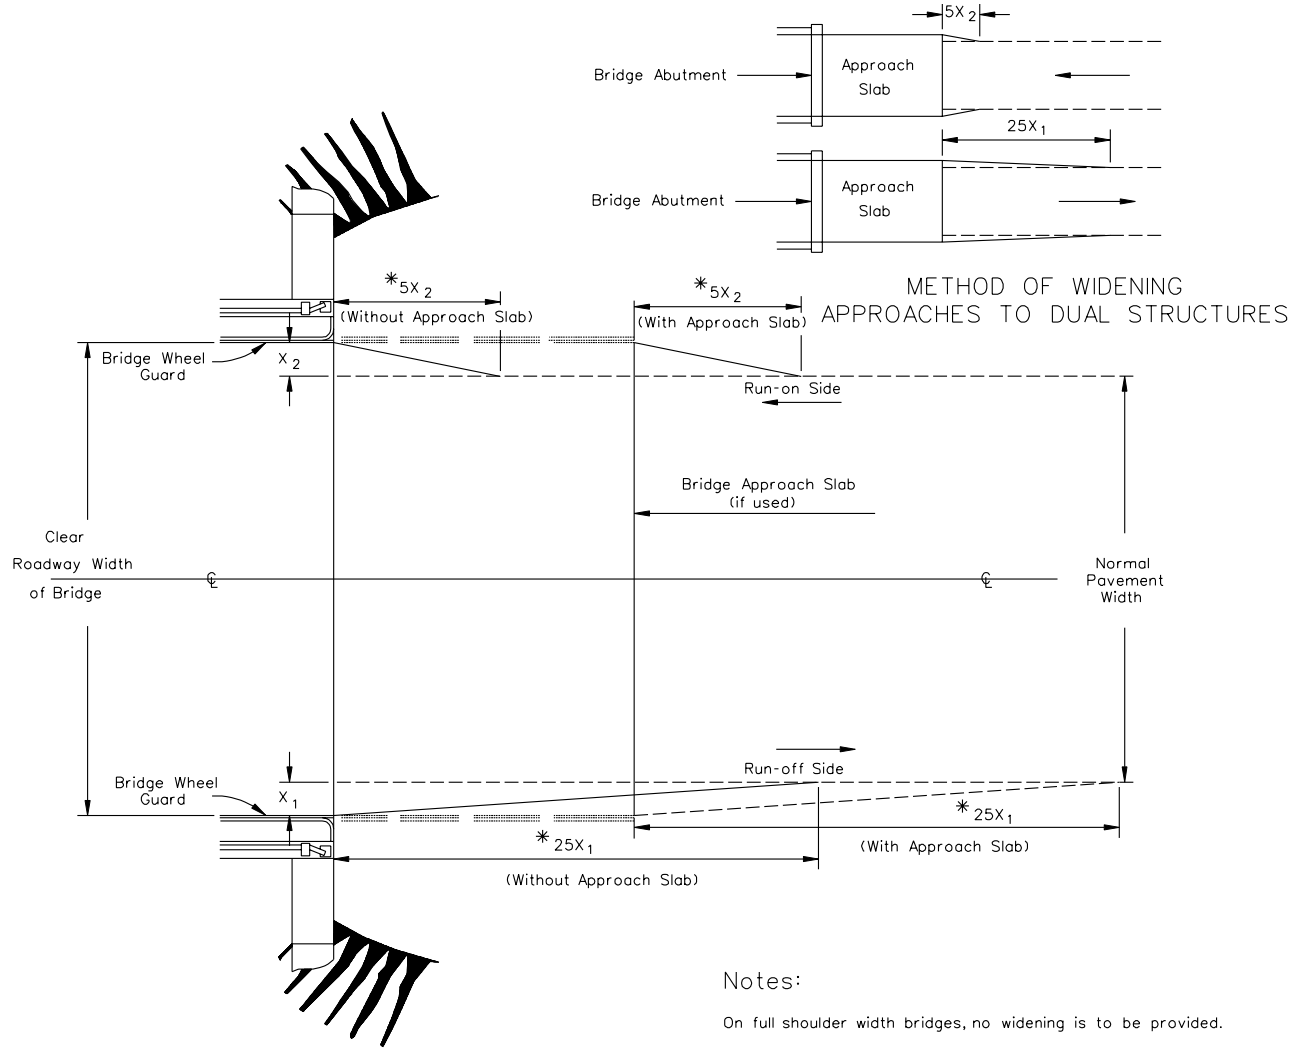 5X2
Bridge Abutment
Approach
Slab
25X1
Bridge Abutment
Approach
Slab
METHOD OF WIDENING
APPROACHES TO DUAL STRUCTURES
*5X2
(Without Approach Slab)
*5X2
(With Approach Slab)
Bridge Wheel
Guard
X2
Run-on Side
Bridge Approach Slab
(if used)
Clear
Roadway Width
of Bridge
℄
℄
Normal
Pavement
Width
Run-off Side
Bridge Wheel
Guard
X1
*25X1
(With Approach Slab)
*25X1
(Without Approach Slab)
Notes:
On full shoulder width bridges, no widening is to be provided.